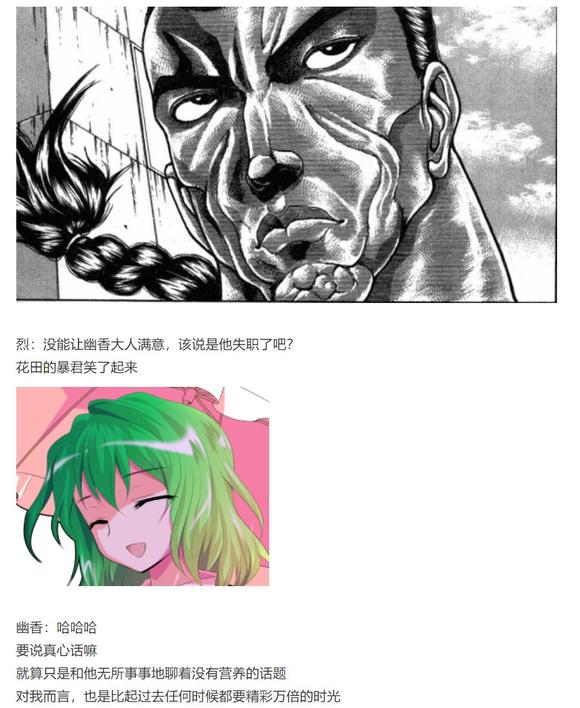 烈：没能让幽香大人满意，该说是他失职了吧？
花田的暴君笑了起来
幽香：哈哈哈
要说真心话嘛
就算只是和他无所事事地聊着没有营养的话题
对我而言，也是比起过去任何时候都要精彩万倍的时光